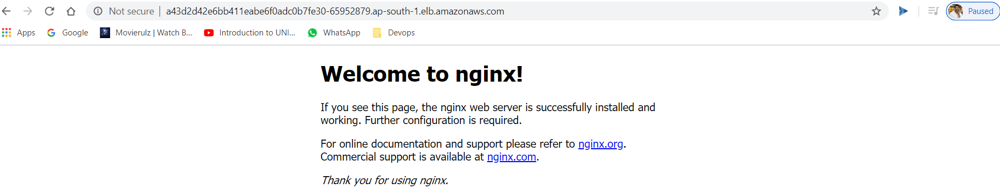 Not secure | a43d2d42e6bb411eabe6f0adc0b7fe30-65952879.ap-south-1.elb.amazonaws.com Paused
Apps Google Movierulz | Watch B... Introduction to UNI... WhatsApp Devops
Welcome to nginx!
If you see this page, the nginx web server is successfully installed and
working. Further configuration is required.
For online documentation and support please refer to nginx.org.
Commercial support is available at nginx.com.
Thank you for using nginx.